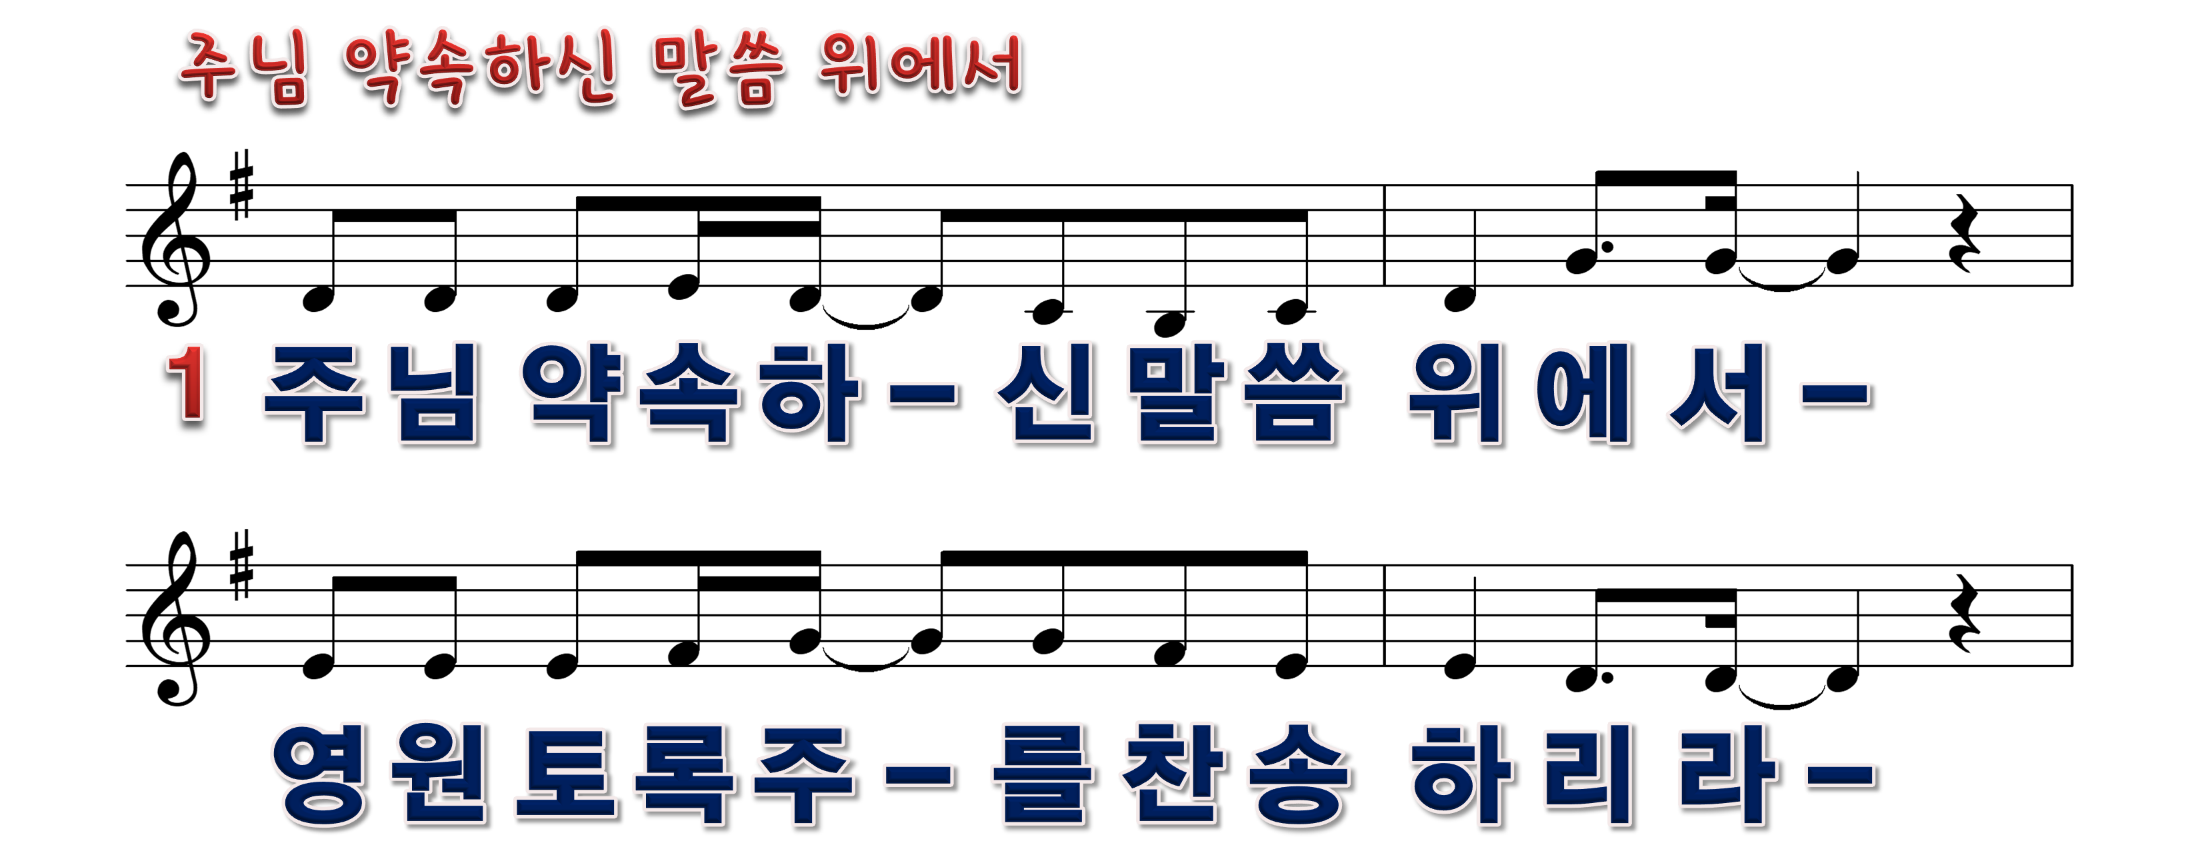 주님 약속하신 말씀 위에서
1 주님 약속하 - 신말씀 위에 서 -
영원토록주 - 를찬송 하리라 -